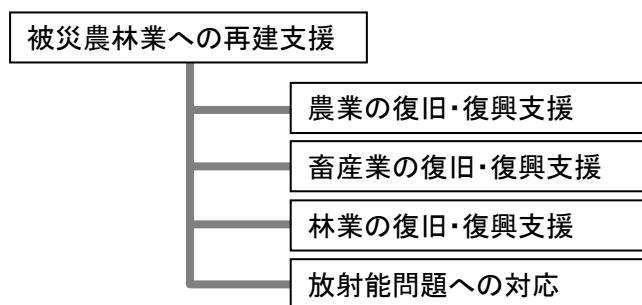 被災農林業への再建支援
農業の復旧・復興支援
畜産業の復旧・復興支援
林業の復旧・復興支援
放射能問題への対応